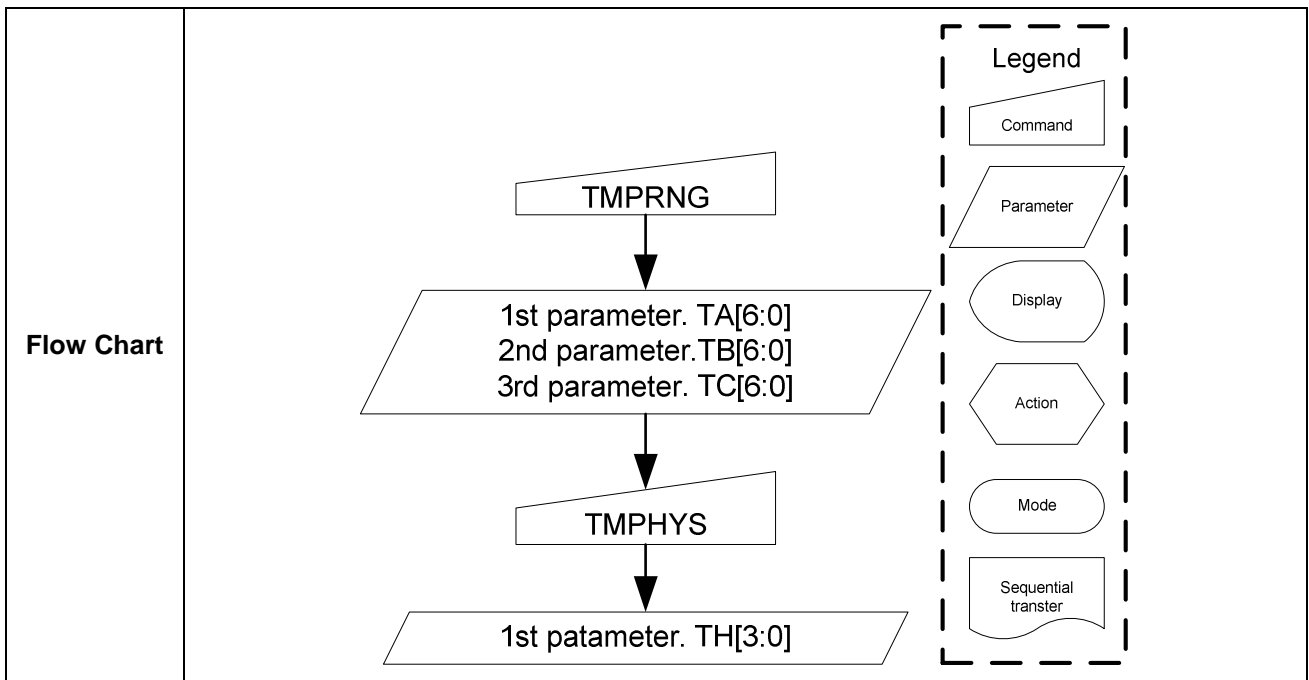 Flow Chart
TMPRNG
1st parameter. TA[6:0]
2nd parameter.TB[6:0]
3rd parameter. TC[6:0]
TMPHYS
1st patameter. TH[3:0]
Legend
Command
Parameter
Display
Action
Mode
Sequential
transter